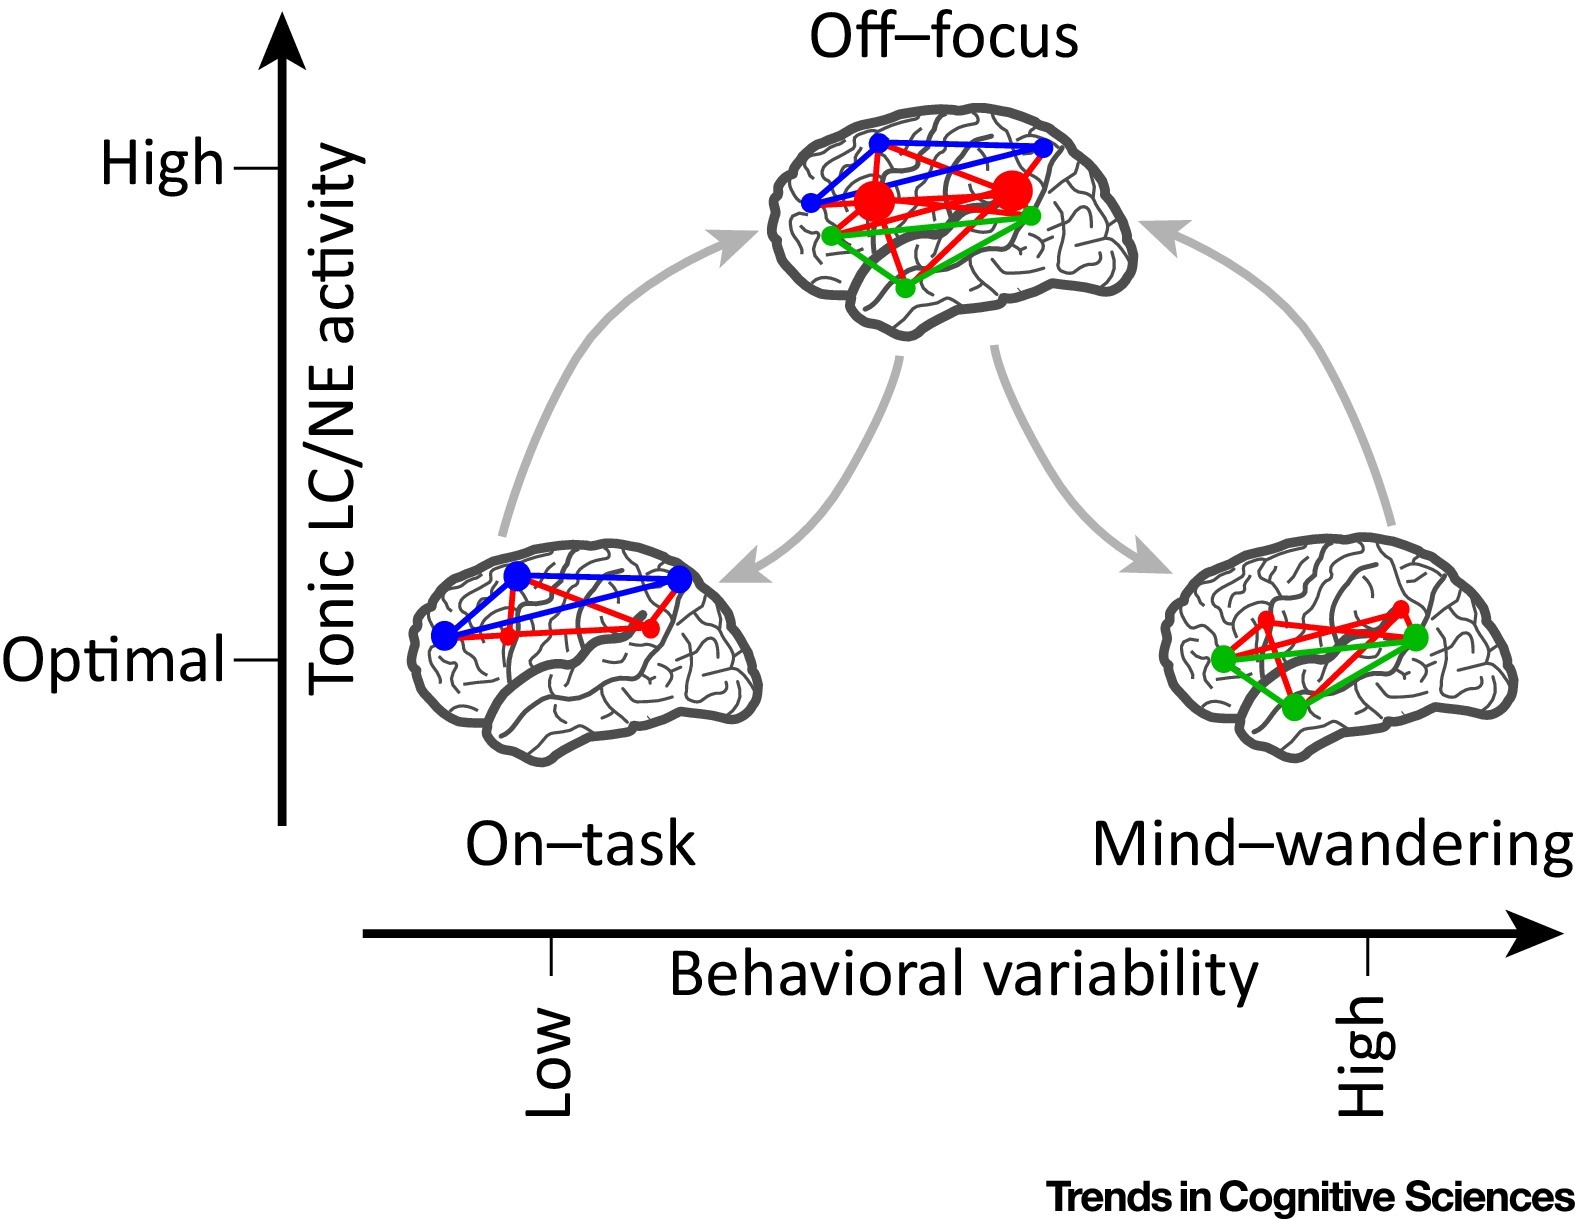 Off–focus
High
Tonic LC/NE activity
Optimal
On–task
Mind–wandering
Behavioral variability
Low
High
Trends in Cognitive Sciences